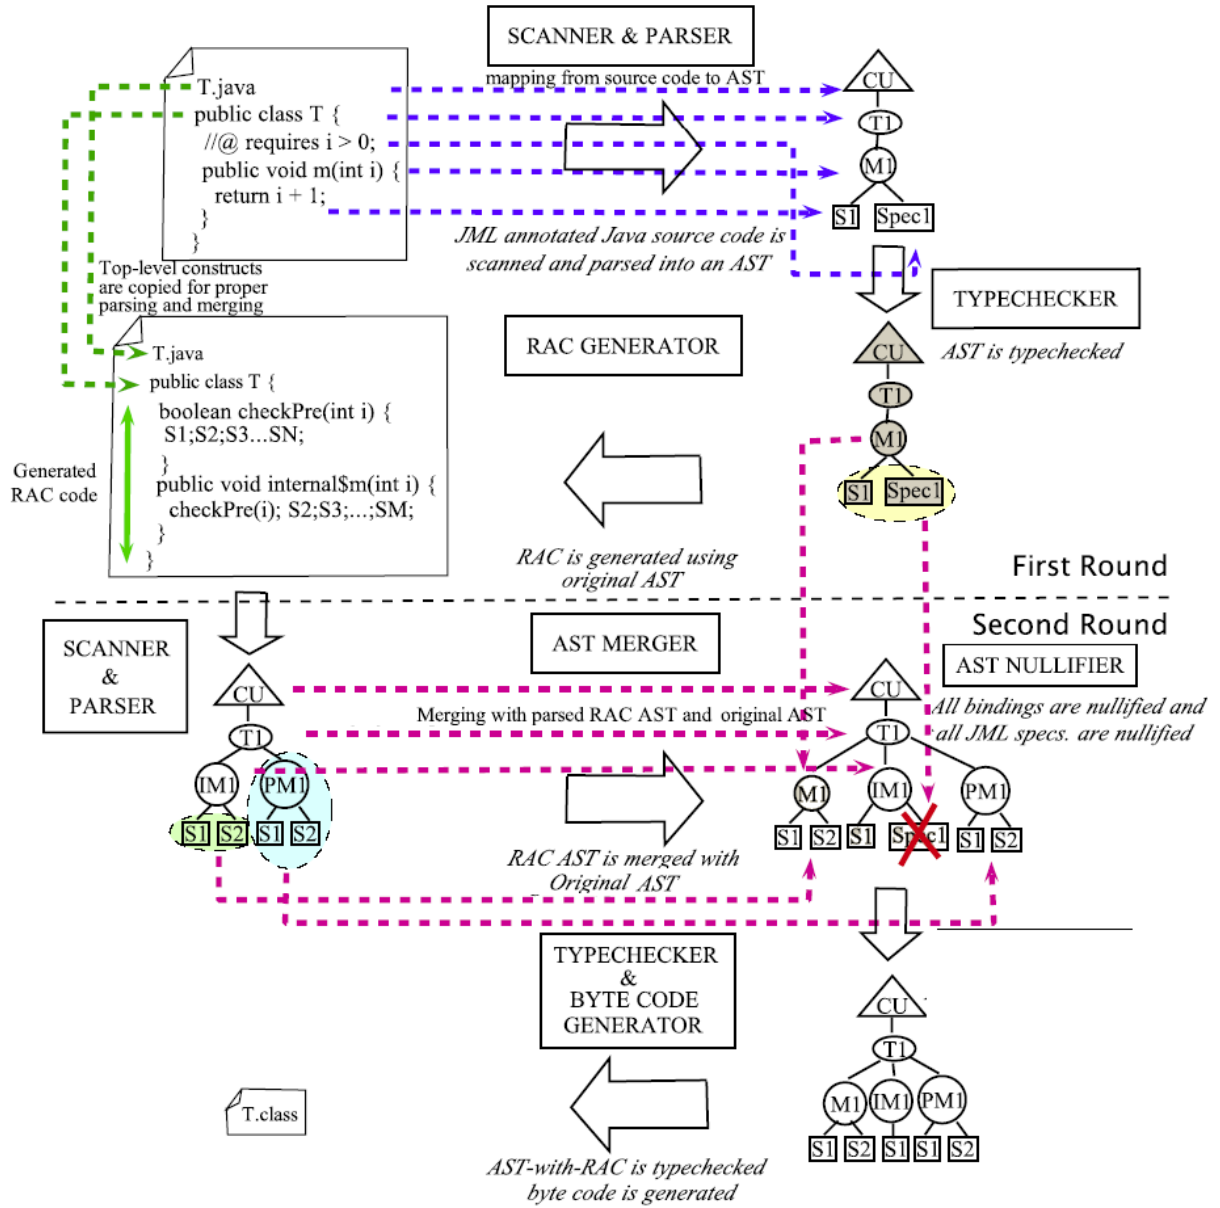 SCANNER & PARSER
mapping from source code to AST
T.java
public class T {
//@ requires i > 0;
public void m(int i) {
return i + 1;
}
}
CU
T1
M1
S1 Spec1
JML annotated Java source code is
scanned and parsed into an AST
Top-level constructs
are copied for proper
parsing and merging
TYPECHECKER
AST is typechecked
RAC GENERATOR
T.java
public class T {
boolean checkPre(int i) {
S1;S2;S3...SN;
}
public void internal$m(int i) {
checkPre(i); S2;S3;...;SM;
}
}
Generated
RAC code
CU
T1
M1
S1 Spec1
RAC is generated using
original AST
First Round
Second Round
SCANNER
&
PARSER
AST MERGER
AST NULLIFIER
All bindings are nullified and
all JML specs. are nullified
CU
T1
IM1 PM1
S1 S2 S1 S2
Merging with parsed RAC AST and original AST
RAC AST is merged with
Original AST
CU
T1
M1 IM1 PM1
S1 S2 S1 Spec1 S1 S2
TYPECHECKER
&
BYTE CODE
GENERATOR
CU
T1
M1 IM1 PM1
S1 S2 S1 S1 S2
T.class
AST-with-RAC is typechecked
byte code is generated